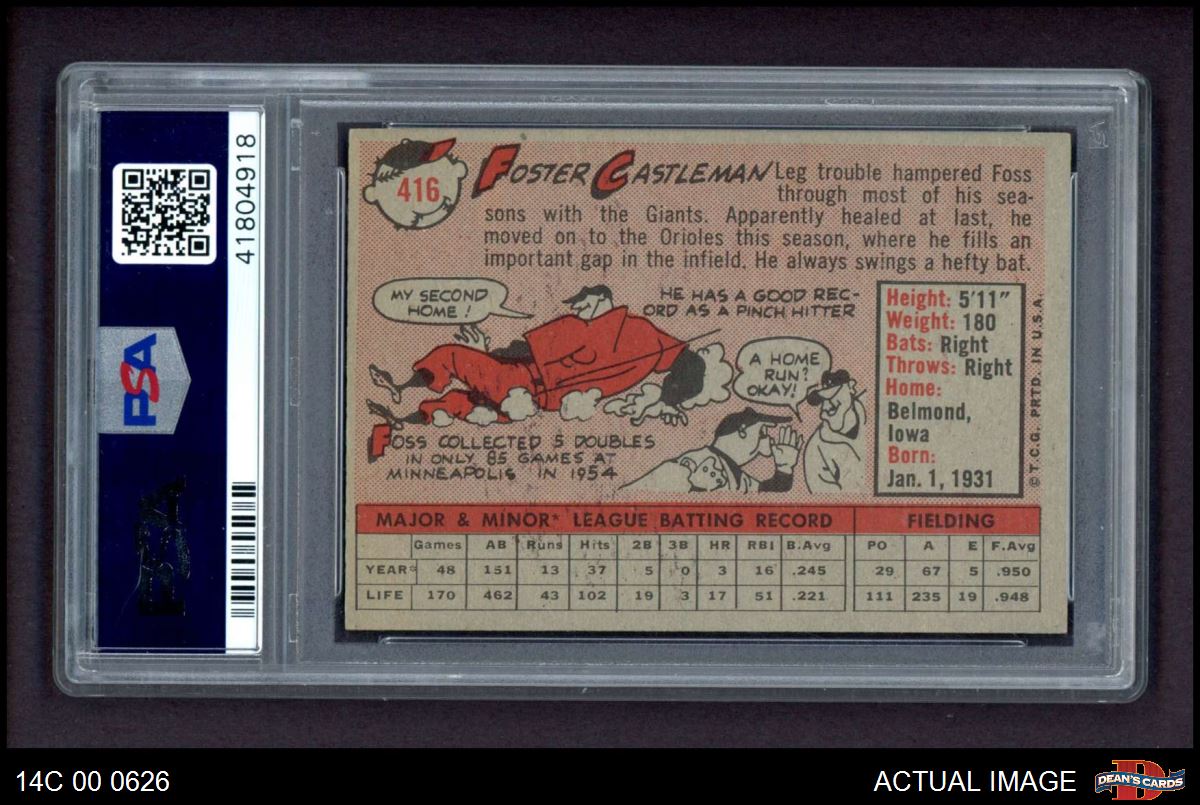 41804918
PSA
416
FOSTER CASTLEMAN
Leg trouble hampered Foss
through most of his sea-
sons with the Giants. Apparently healed at last, he
moved on to the Orioles this season, where he fills an
important gap in the infield. He always swings a hefty bat.
MY SECOND
HOME!
HE HAS A GOOD REC-
ORD AS A PINCH HITTER
A HOME
RUN?
OKAY!
FOSS COLLECTED 5 DOUBLES
IN ONLY 85 GAMES AT
MINNEAPOLIS IN 1954
Height: 5'11"
Weight: 180
Bats: Right
Throws: Right
Home:
Belmond,
Iowa
Born:
Jan. 1, 1931
© T.C.G. PRTD. IN U.S.A.
MAJOR & MINOR* LEAGUE BATTING RECORD FIELDING
Games AB Runs Hits 2B 3B HR RBI B.Avg PO A E F.Avg
YEAR* 48 151 13 37 5 0 3 16 .245 29 67 5 .950
LIFE 170 462 43 102 19 3 17 51 .221 111 235 19 .948
PSA
14C 00 0626
ACTUAL IMAGE
DEAN'S CARDS